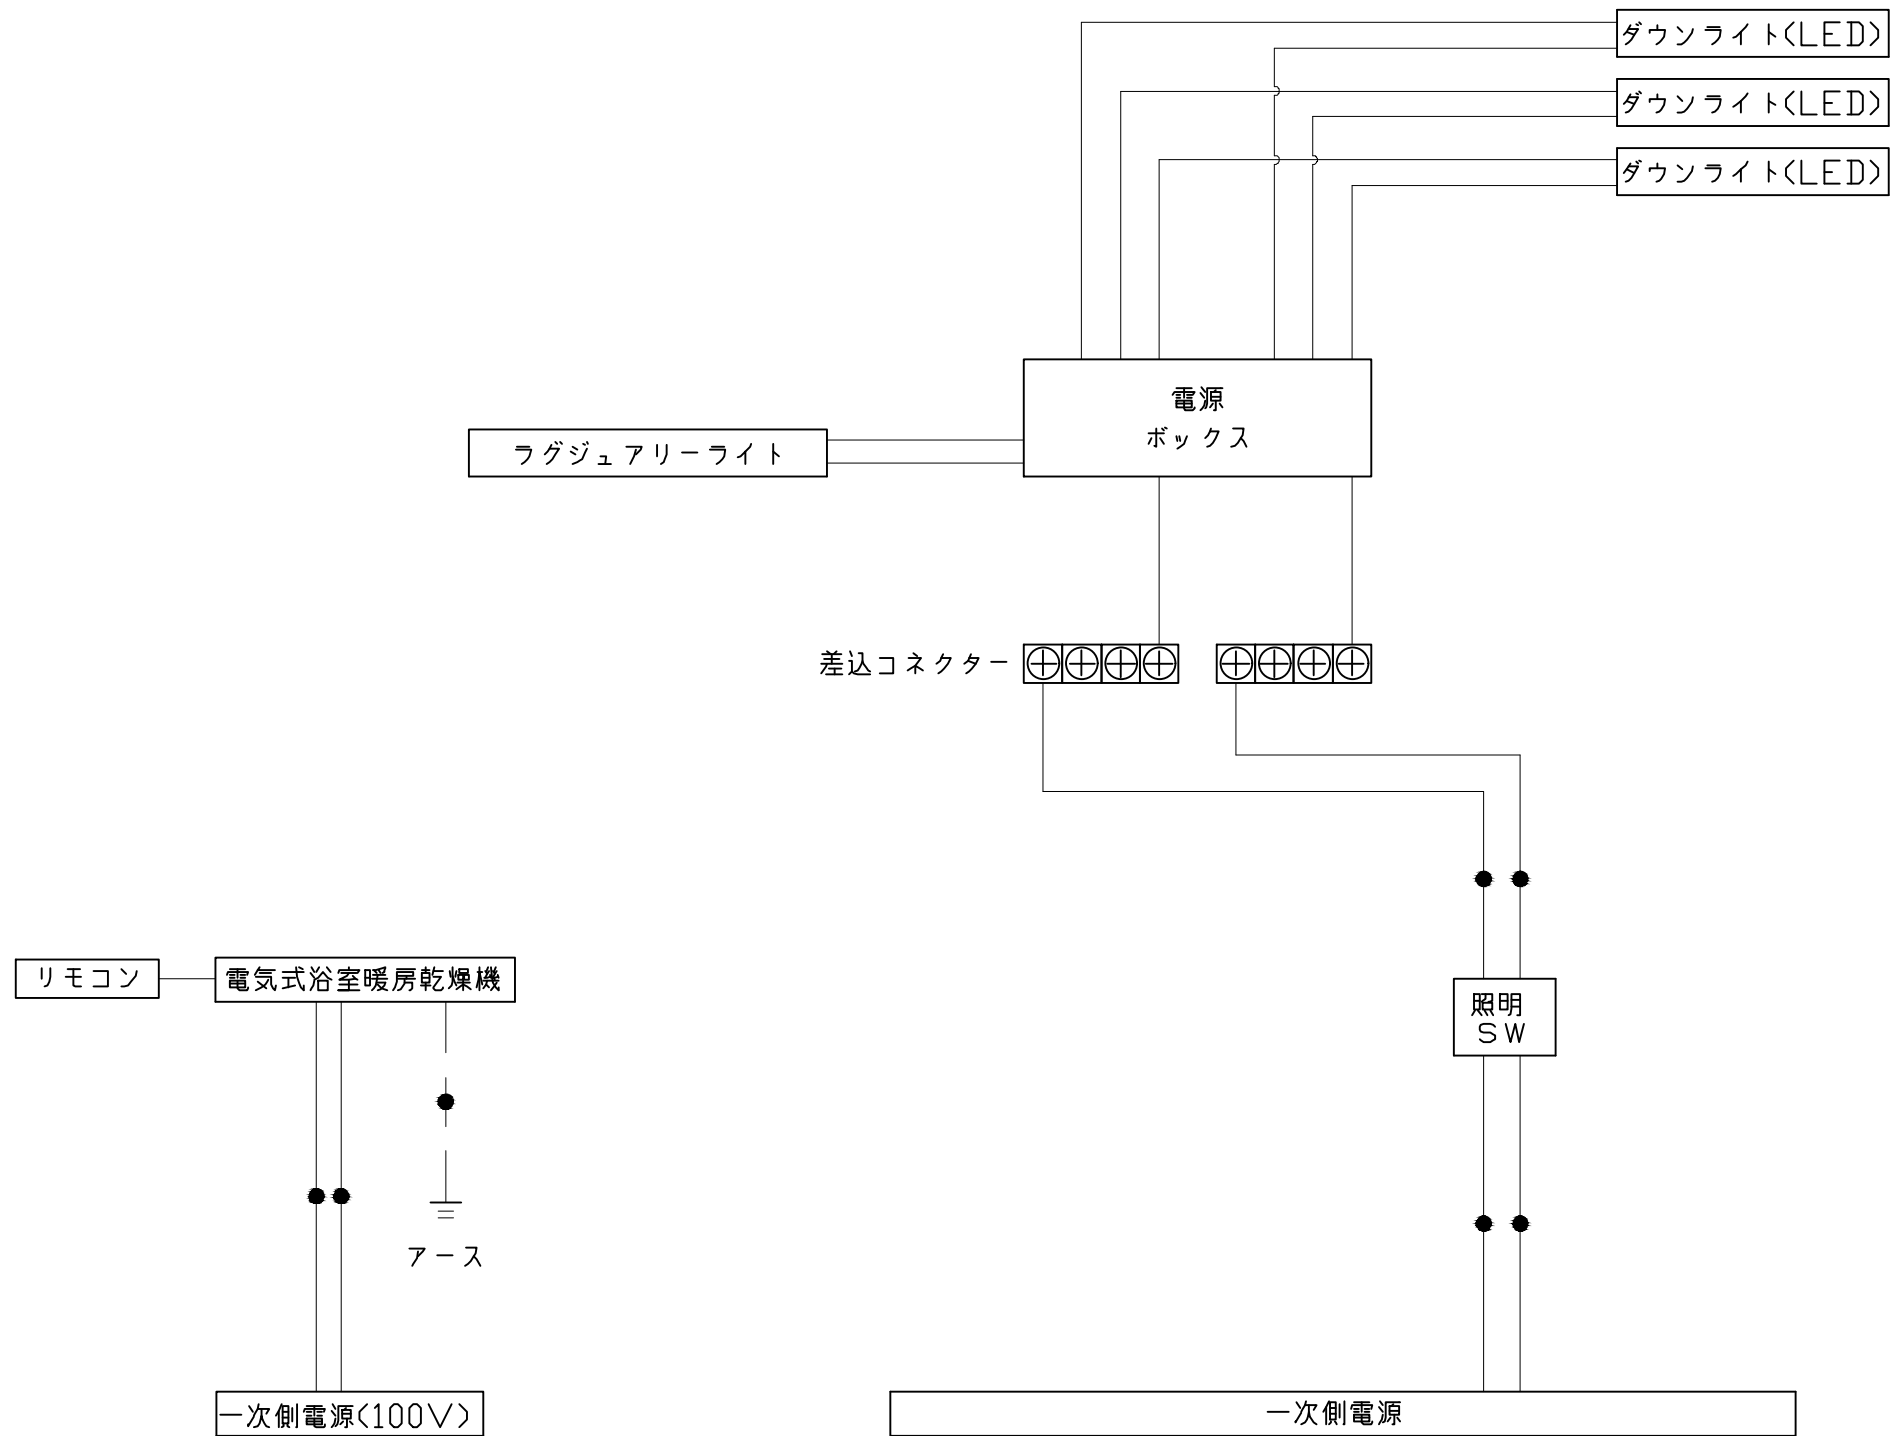 ダウンライト(LED)
ダウンライト(LED)
ダウンライト(LED)
電源
ボックス
ラグジュアリーライト
差込コネクター
リモコン
電気式浴室暖房乾燥機
照明
SW
アース
一次側電源(100V)
一次側電源